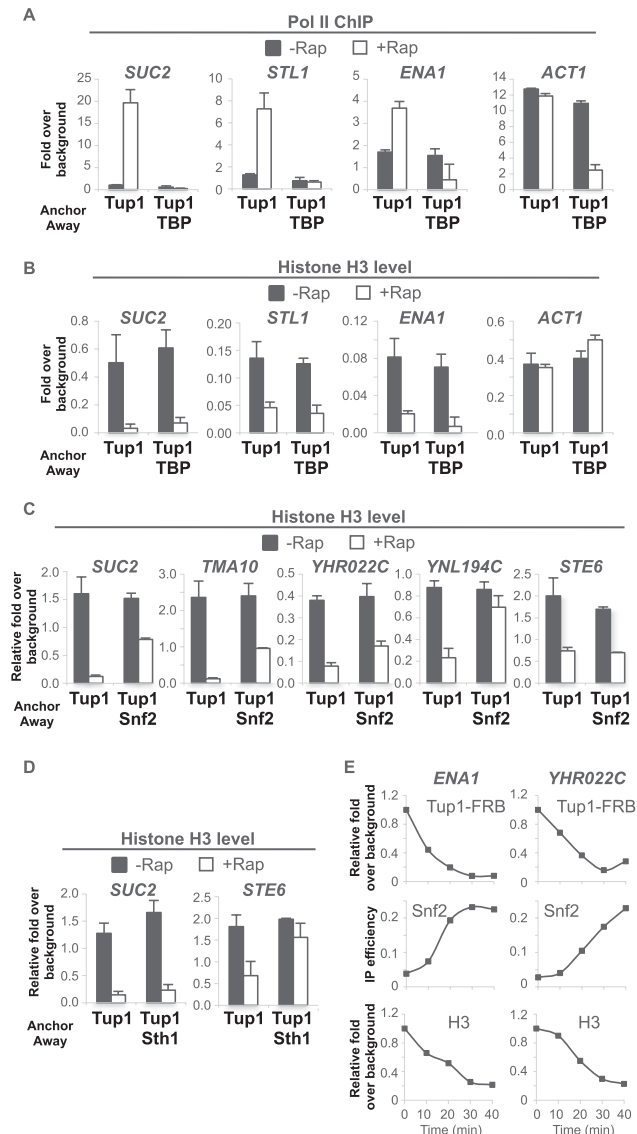 A
Pol II ChIP
-Rap +Rap
SUC2 STL1 ENA1 ACT1
Fold over
background
25 20 15 10 5 0
10 8 6 4 2 0
5 4 3 2 1 0
14 12 10 8 6 4 2 0
Anchor
Away
Tup1 Tup1 Tup1 Tup1 Tup1 Tup1 Tup1 Tup1
TBP TBP TBP TBP
B
Histone H3 level
-Rap +Rap
SUC2 STL1 ENA1 ACT1
Fold over
background
0.8 0.6 0.4 0.2 0.0
0.20 0.15 0.10 0.05 0.00
0.12 0.08 0.04 0.00
0.6 0.4 0.2 0.0
Anchor
Away
Tup1 Tup1 Tup1 Tup1 Tup1 Tup1 Tup1 Tup1
TBP TBP TBP TBP
C
Histone H3 level
-Rap +Rap
SUC2 TMA10 YHR022C YNL194C STE6
Relative fold over
background
2.0 1.5 1.0 0.5 0.0
3.0 2.0 1.0 0.0
0.5 0.4 0.3 0.2 0.1 0.0
1.0 0.8 0.6 0.4 0.2 0.0
2.5 2.0 1.5 1.0 0.5 0.0
Anchor
Away
Tup1 Tup1 Tup1 Tup1 Tup1 Tup1 Tup1 Tup1 Tup1 Tup1
Snf2 Snf2 Snf2 Snf2 Snf2
D
Histone H3 level
-Rap +Rap
SUC2 STE6
Relative fold over
background
2.0 1.5 1.0 0.5 0.0
2.5 2.0 1.5 1.0 0.5 0.0
Anchor
Away
Tup1 Tup1 Tup1 Tup1
Sth1 Sth1
E
ENA1 YHR022C
Relative fold
over background
1.2 0.8 0.4 0
Tup1-FRB
1.2 0.8 0.4 0
Tup1-FRB
IP efficiency
0.2 0.1 0
Snf2
0.2 0.1 0
Snf2
Relative fold
over background
1.2 0.8 0.4 0
H3
1.2 0.8 0.4 0
H3
0 10 20 30 40 0 10 20 30 40
Time (min) Time (min)